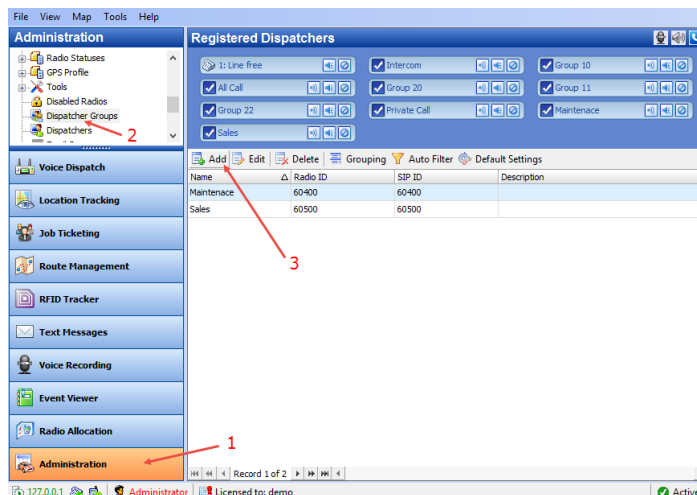 File View Map Tools Help
Administration
Registered Dispatchers
Radio Statuses
GPS Profile
Tools
Disabled Radios
Dispatcher Groups
Dispatchers
2
1: Line free
Intercom
Group 10
All Call
Group 20
Group 11
Group 22
Private Call
Maintenace
Sales
Add Edit Delete Grouping Auto Filter Default Settings
Name Radio ID SIP ID Description
Maintenace 60400 60400
Sales 60500 60500
3
Voice Dispatch
Location Tracking
Job Ticketing
Route Management
RFID Tracker
Text Messages
Voice Recording
Event Viewer
Radio Allocation
Administration
1
Record 1 of 2
127.0.0.1 Administrator Licensed to: demo Active